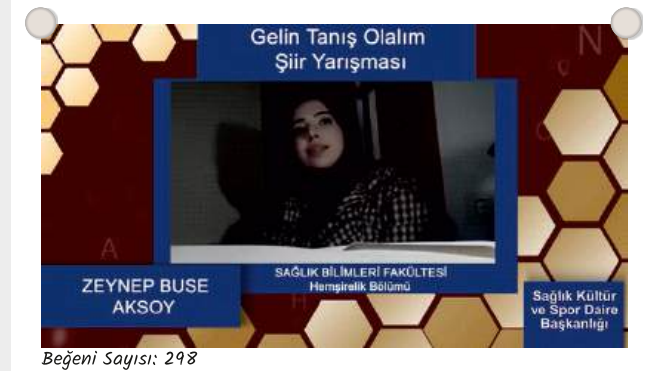 Gelin Tanış Olalım
Şiir Yarışması
SAĞLIK BİLİMLERİ FAKÜLTESİ
Hemşirelik Bölümü
ZEYNEP BUSE
AKSOY
Sağlık Kültür
ve Spor Daire
Başkanlığı
N
C
O
A
H
Beğeni Sayısı: 298